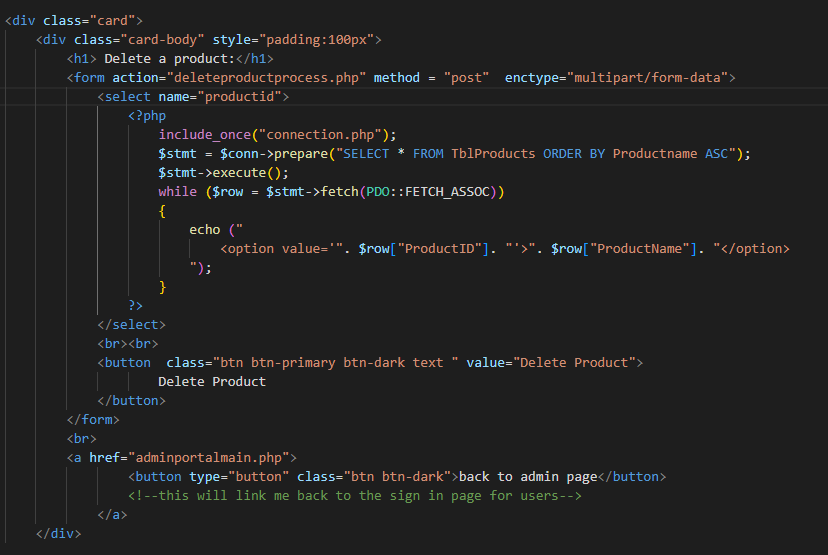 <div class="card">
<div class="card-body" style="padding:100px">
<h1> Delete a product:</h1>
<form action="deleteproductprocess.php" method = "post"  enctype="multipart/form-data">
<select name="productid">
<?php
include_once("connection.php");
$stmt = $conn->prepare("SELECT * FROM TblProducts ORDER BY Productname ASC");
$stmt->execute();
while ($row = $stmt->fetch(PDO::FETCH_ASSOC))
{
echo ("
<option value='". $row["ProductID"]. "'>". $row["ProductName"]. "</option>
");
}
?>
</select>
<br><br>
<button  class="btn btn-primary btn-dark text " value="Delete Product">
Delete Product
</button>
</form>
<br>
<a href="adminportalmain.php">
<button type="button" class="btn btn-dark">back to admin page</button>
<!--this will link me back to the sign in page for users-->
</a>
</div>